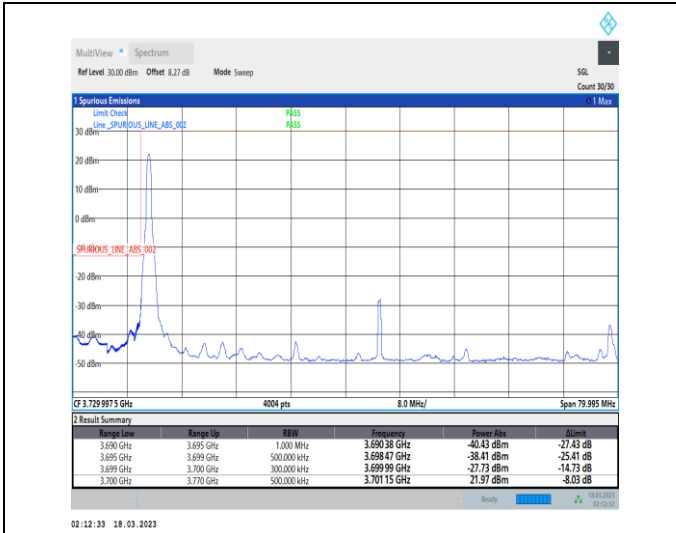 MultiView Spectrum
Ref Level 30.00 dBm Offset 8.27 dB Mode Sweep SGL
Count 30/30
1 Spurious Emissions 1 Max
Limit Check PASS
Line _SPURIOUS_LINE_ABS_002 PASS
30 dBm
20 dBm
10 dBm
0 dBm
_SPURIOUS_LINE_ABS_002
-20 dBm
-30 dBm
-40 dBm
-50 dBm
CF 3.729 997 5 GHz 4004 pts 8.0 MHz/ Span 79.995 MHz
2 Result Summary
Range Low Range Up RBW Frequency Power Abs ΔLimit
3.690 GHz 3.695 GHz 1.000 MHz 3.690 38 GHz -40.43 dBm -27.43 dB
3.695 GHz 3.699 GHz 500.000 kHz 3.698 47 GHz -38.41 dBm -25.41 dB
3.699 GHz 3.700 GHz 300.000 kHz 3.699 99 GHz -27.73 dBm -14.73 dB
3.700 GHz 3.770 GHz 500.000 kHz 3.701 15 GHz 21.97 dBm -8.03 dB
Ready 18.03.2023
02:12:32
02:12:33 18.03.2023